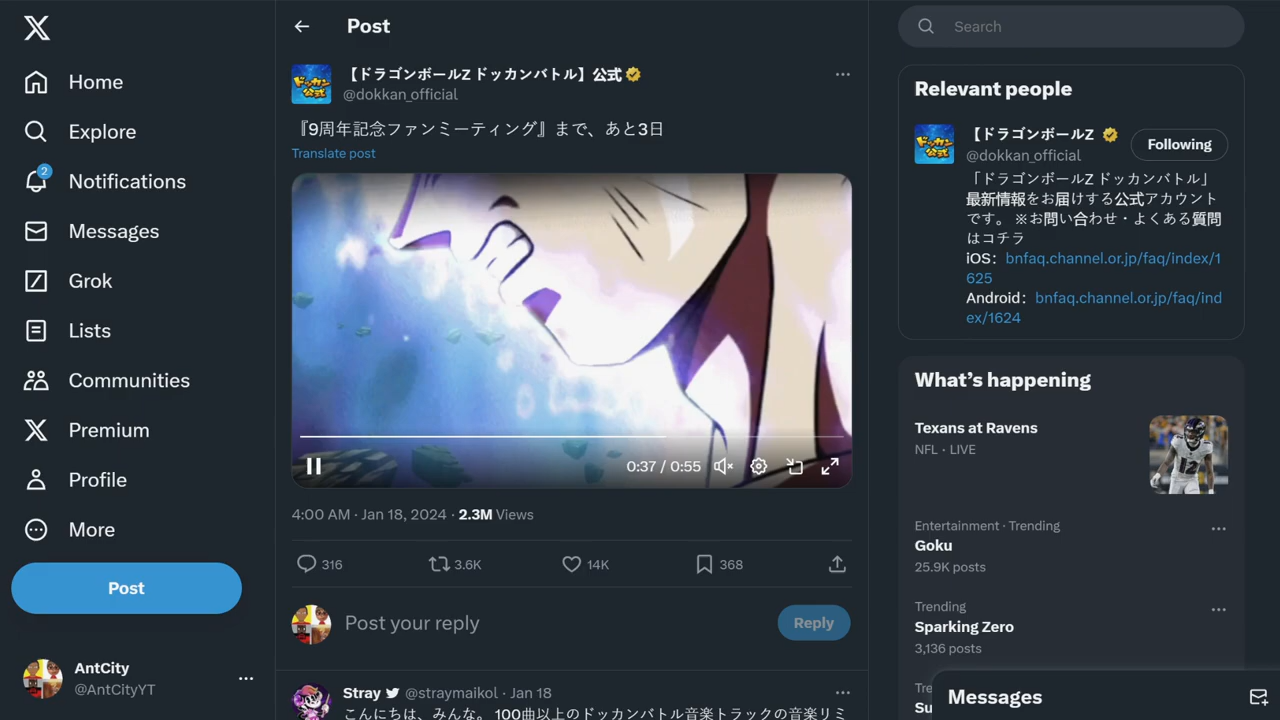 Home
Explore
2
Notifications
Messages
Grok
Lists
Communities
Premium
Profile
More
Post
AntCity
@AntCityYT
Post
【ドラゴンボールZ ドッカンバトル】公式
@dokkan_official
『9周年記念ファンミーティング』まで、あと3日
Translate post
0:37 / 0:55
4:00 AM · Jan 18, 2024 · 2.3M Views
316
3.6K
14K
368
Post your reply
Reply
Stray @straymaikol · Jan 18
こんにちは、みんな。 100曲以上のドッカンバトル音楽トラックの音楽リミ
Search
Relevant people
【ドラゴンボールZ
@dokkan_official
Following
「ドラゴンボールZ ドッカンバトル」
最新情報をお届けする公式アカウント
です。 ※お問い合わせ・よくある質問
はコチラ
iOS： bnfaq.channel.or.jp/faq/index/1
625
Android： bnfaq.channel.or.jp/faq/ind
ex/1624
What's happening
Texans at Ravens
NFL · LIVE
Entertainment · Trending
Goku
25.9K posts
Trending
Sparking Zero
3,136 posts
Messages